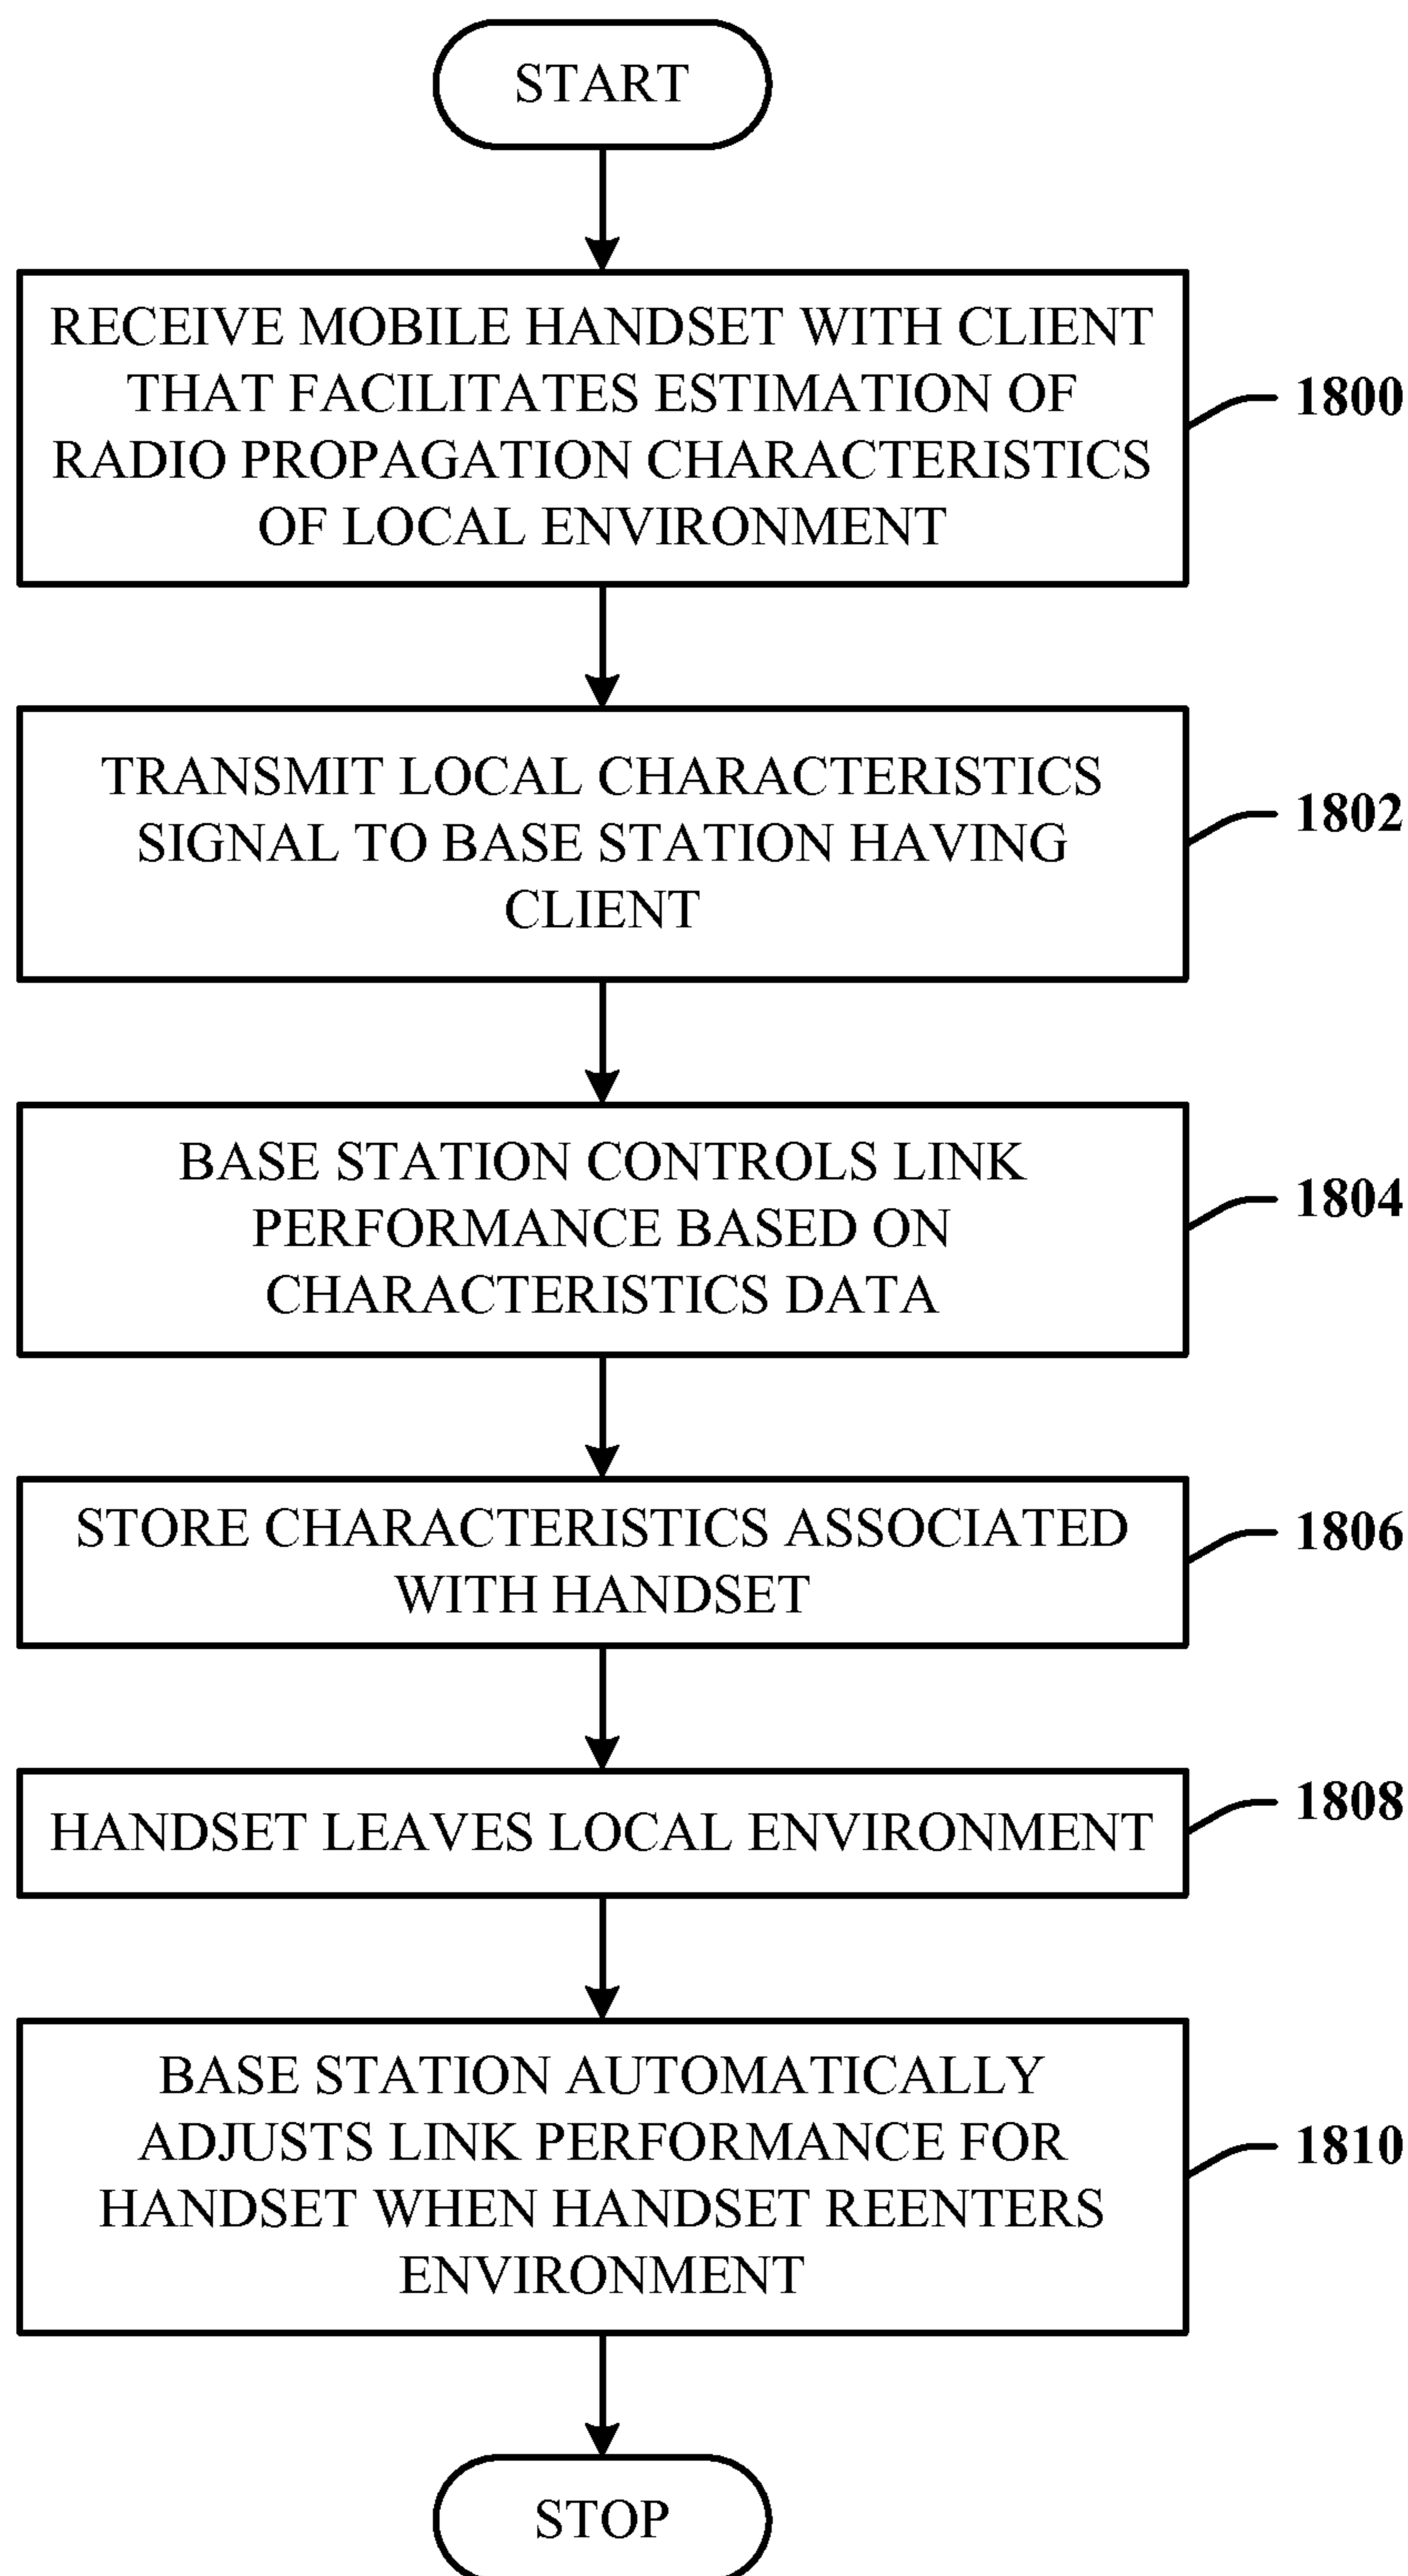 START
RECEIVE MOBILE HANDSET WITH CLIENT
THAT FACILITATES ESTIMATION OF
RADIO PROPAGATION CHARACTERISTICS
OF LOCAL ENVIRONMENT
1800
TRANSMIT LOCAL CHARACTERISTICS
SIGNAL TO BASE STATION HAVING
CLIENT
1802
BASE STATION CONTROLS LINK
PERFORMANCE BASED ON
CHARACTERISTICS DATA
1804
STORE CHARACTERISTICS ASSOCIATED
WITH HANDSET
1806
HANDSET LEAVES LOCAL ENVIRONMENT
1808
BASE STATION AUTOMATICALLY
ADJUSTS LINK PERFORMANCE FOR
HANDSET WHEN HANDSET REENTERS
ENVIRONMENT
1810
STOP